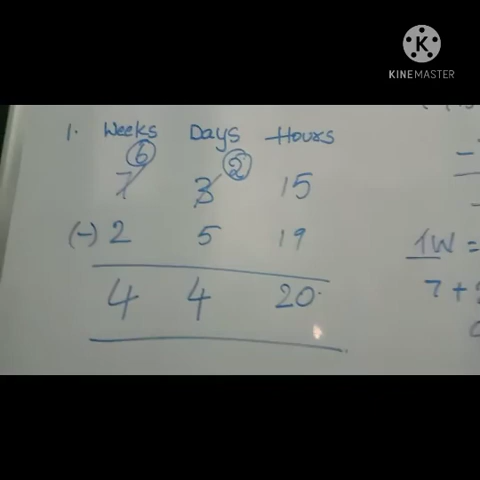 K
KINEMASTER
1. Weeks Days Hours
6 2
7 3 15
(-) 2 5 19
4 4 20.
1W =
7 +